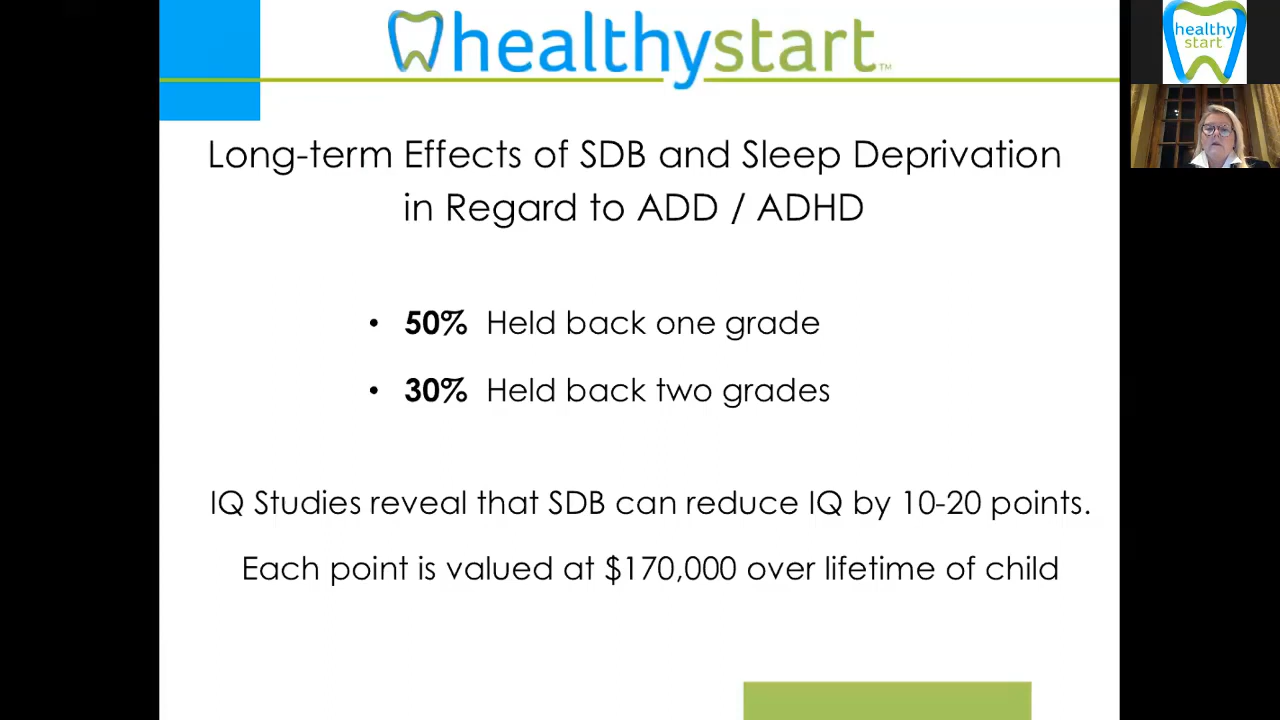 healthystart™
healthy
start
Long-term Effects of SDB and Sleep Deprivation
in Regard to ADD / ADHD
• 50% Held back one grade
• 30% Held back two grades
IQ Studies reveal that SDB can reduce IQ by 10-20 points.
Each point is valued at $170,000 over lifetime of child